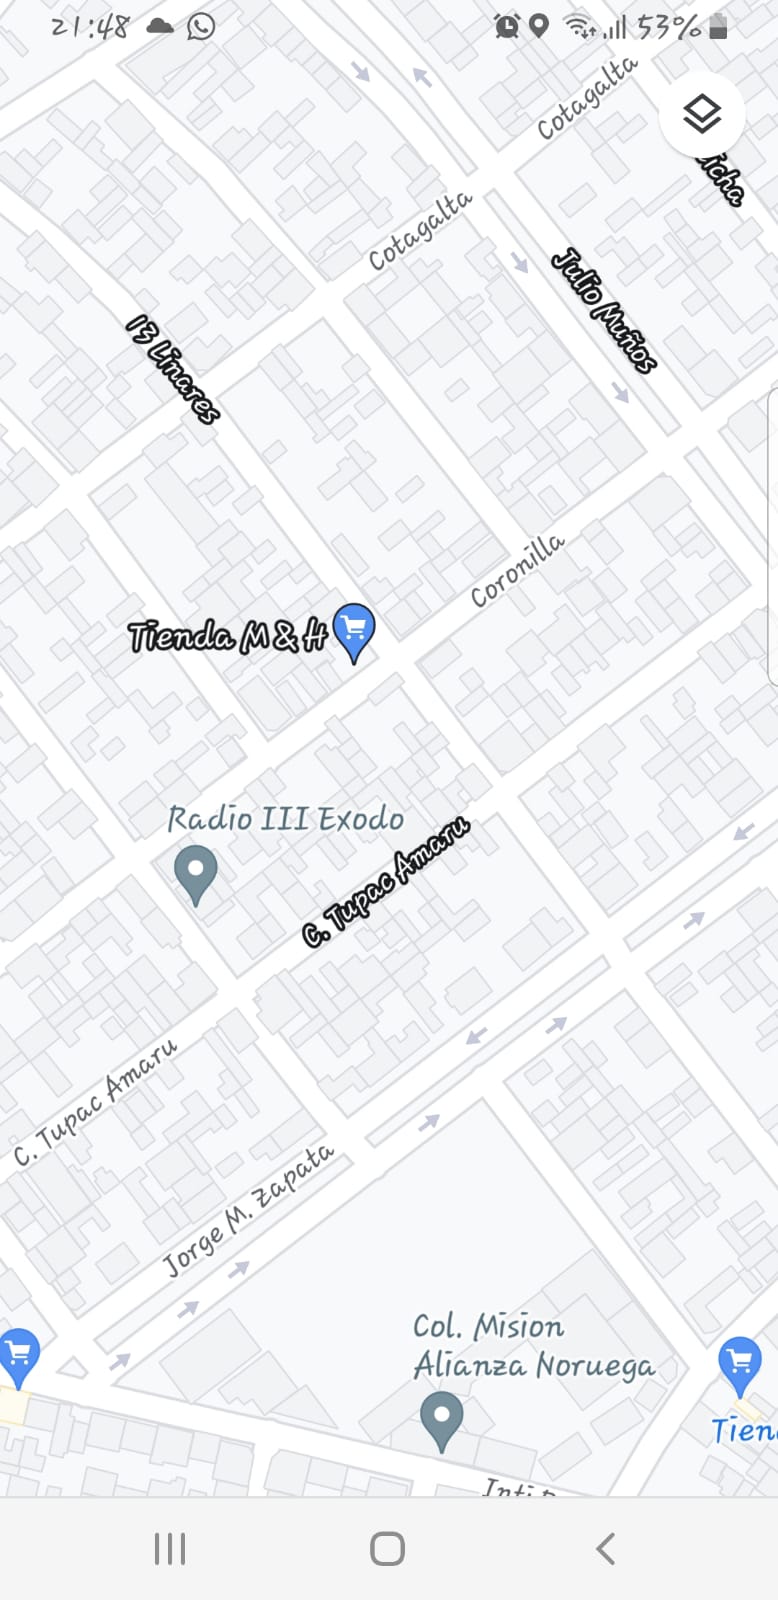 21:48
53%
Cotagalta
Cotagalta
Julio Muños
13 Linares
Coronilla
Tienda M & H
Radio III Exodo
C. Tupac Amaru
C. Tupac Amaru
Jorge M. Zapata
Col. Mision
Alianza Noruega